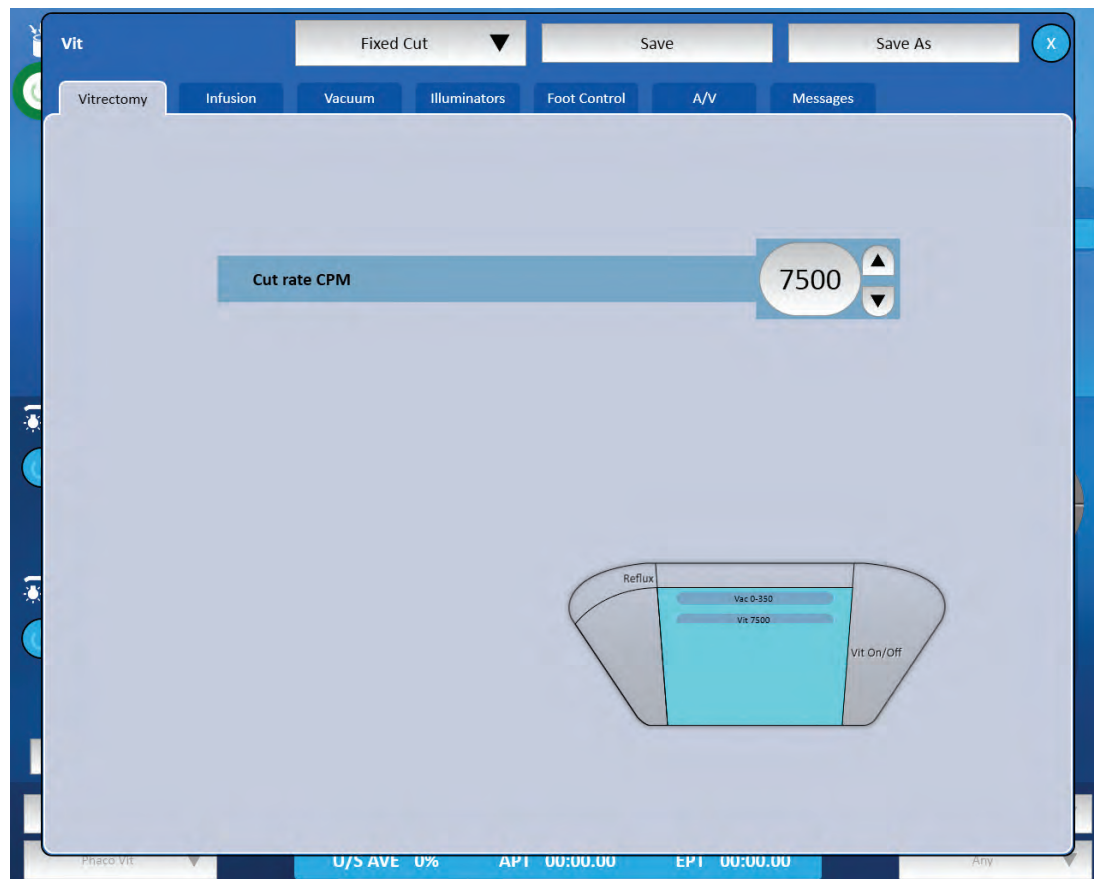 Vit
Fixed Cut
Save
Save As
X
Vitrectomy
Infusion
Vacuum
Illuminators
Foot Control
A/V
Messages
Cut rate CPM
7500
Reflux
Vac 0-350
Vit 7500
Vit On/Off
Phaco Vit
U/S AVE 0% APT 00:00.00 EPT 00:00.00
Any